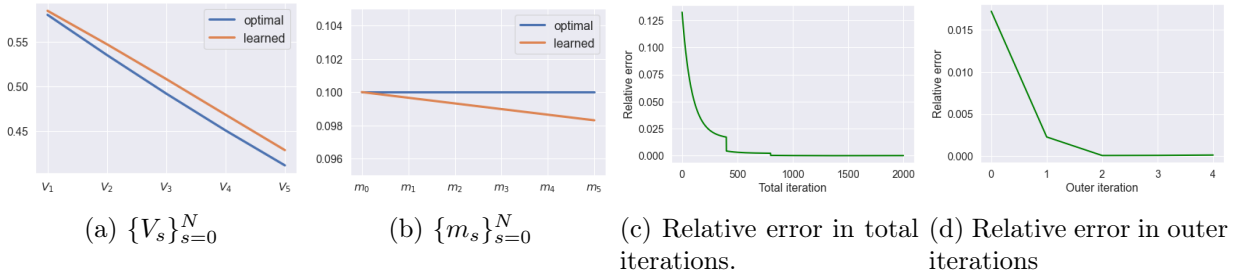 optimal
learned
0.55
0.50
0.45
V₁ V₂ V₃ V₄ V₅
(a) {V_s}_{s=0}^N
optimal
learned
0.104
0.102
0.100
0.098
0.096
m₀ m₁ m₂ m₃ m₄ m₅
(b) {m_s}_{s=0}^N
Relative error
0.125
0.100
0.075
0.050
0.025
0.000
0 500 1000 1500 2000
Total iteration
(c) Relative error in total
iterations.
Relative error
0.015
0.010
0.005
0.000
0 1 2 3 4
Outer iteration
(d) Relative error in outer
iterations